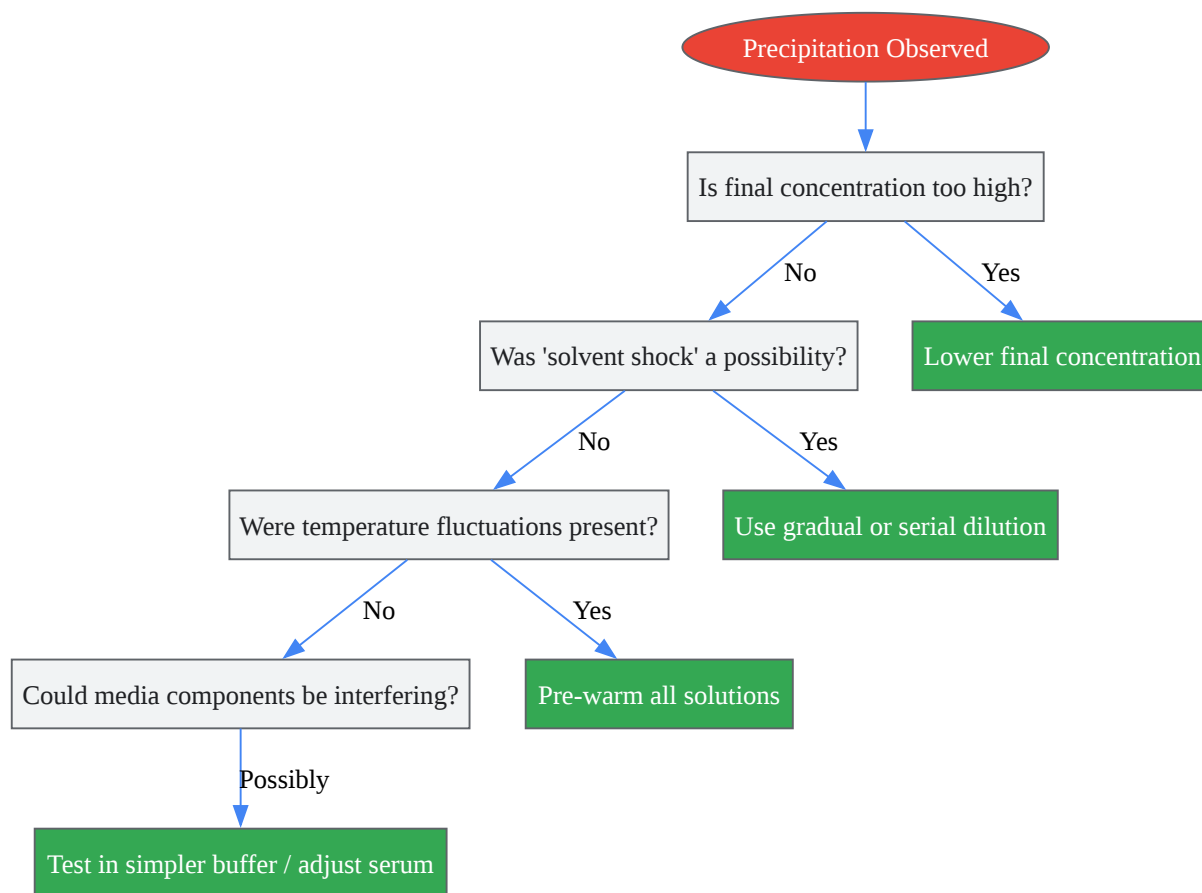 Precipitation Observed
Is final concentration too high?
No
Yes
Was 'solvent shock' a possibility?
Lower final concentration
No
Yes
Were temperature fluctuations present?
Use gradual or serial dilution
No
Yes
Could media components be interfering?
Pre-warm all solutions
Possibly
Test in simpler buffer / adjust serum